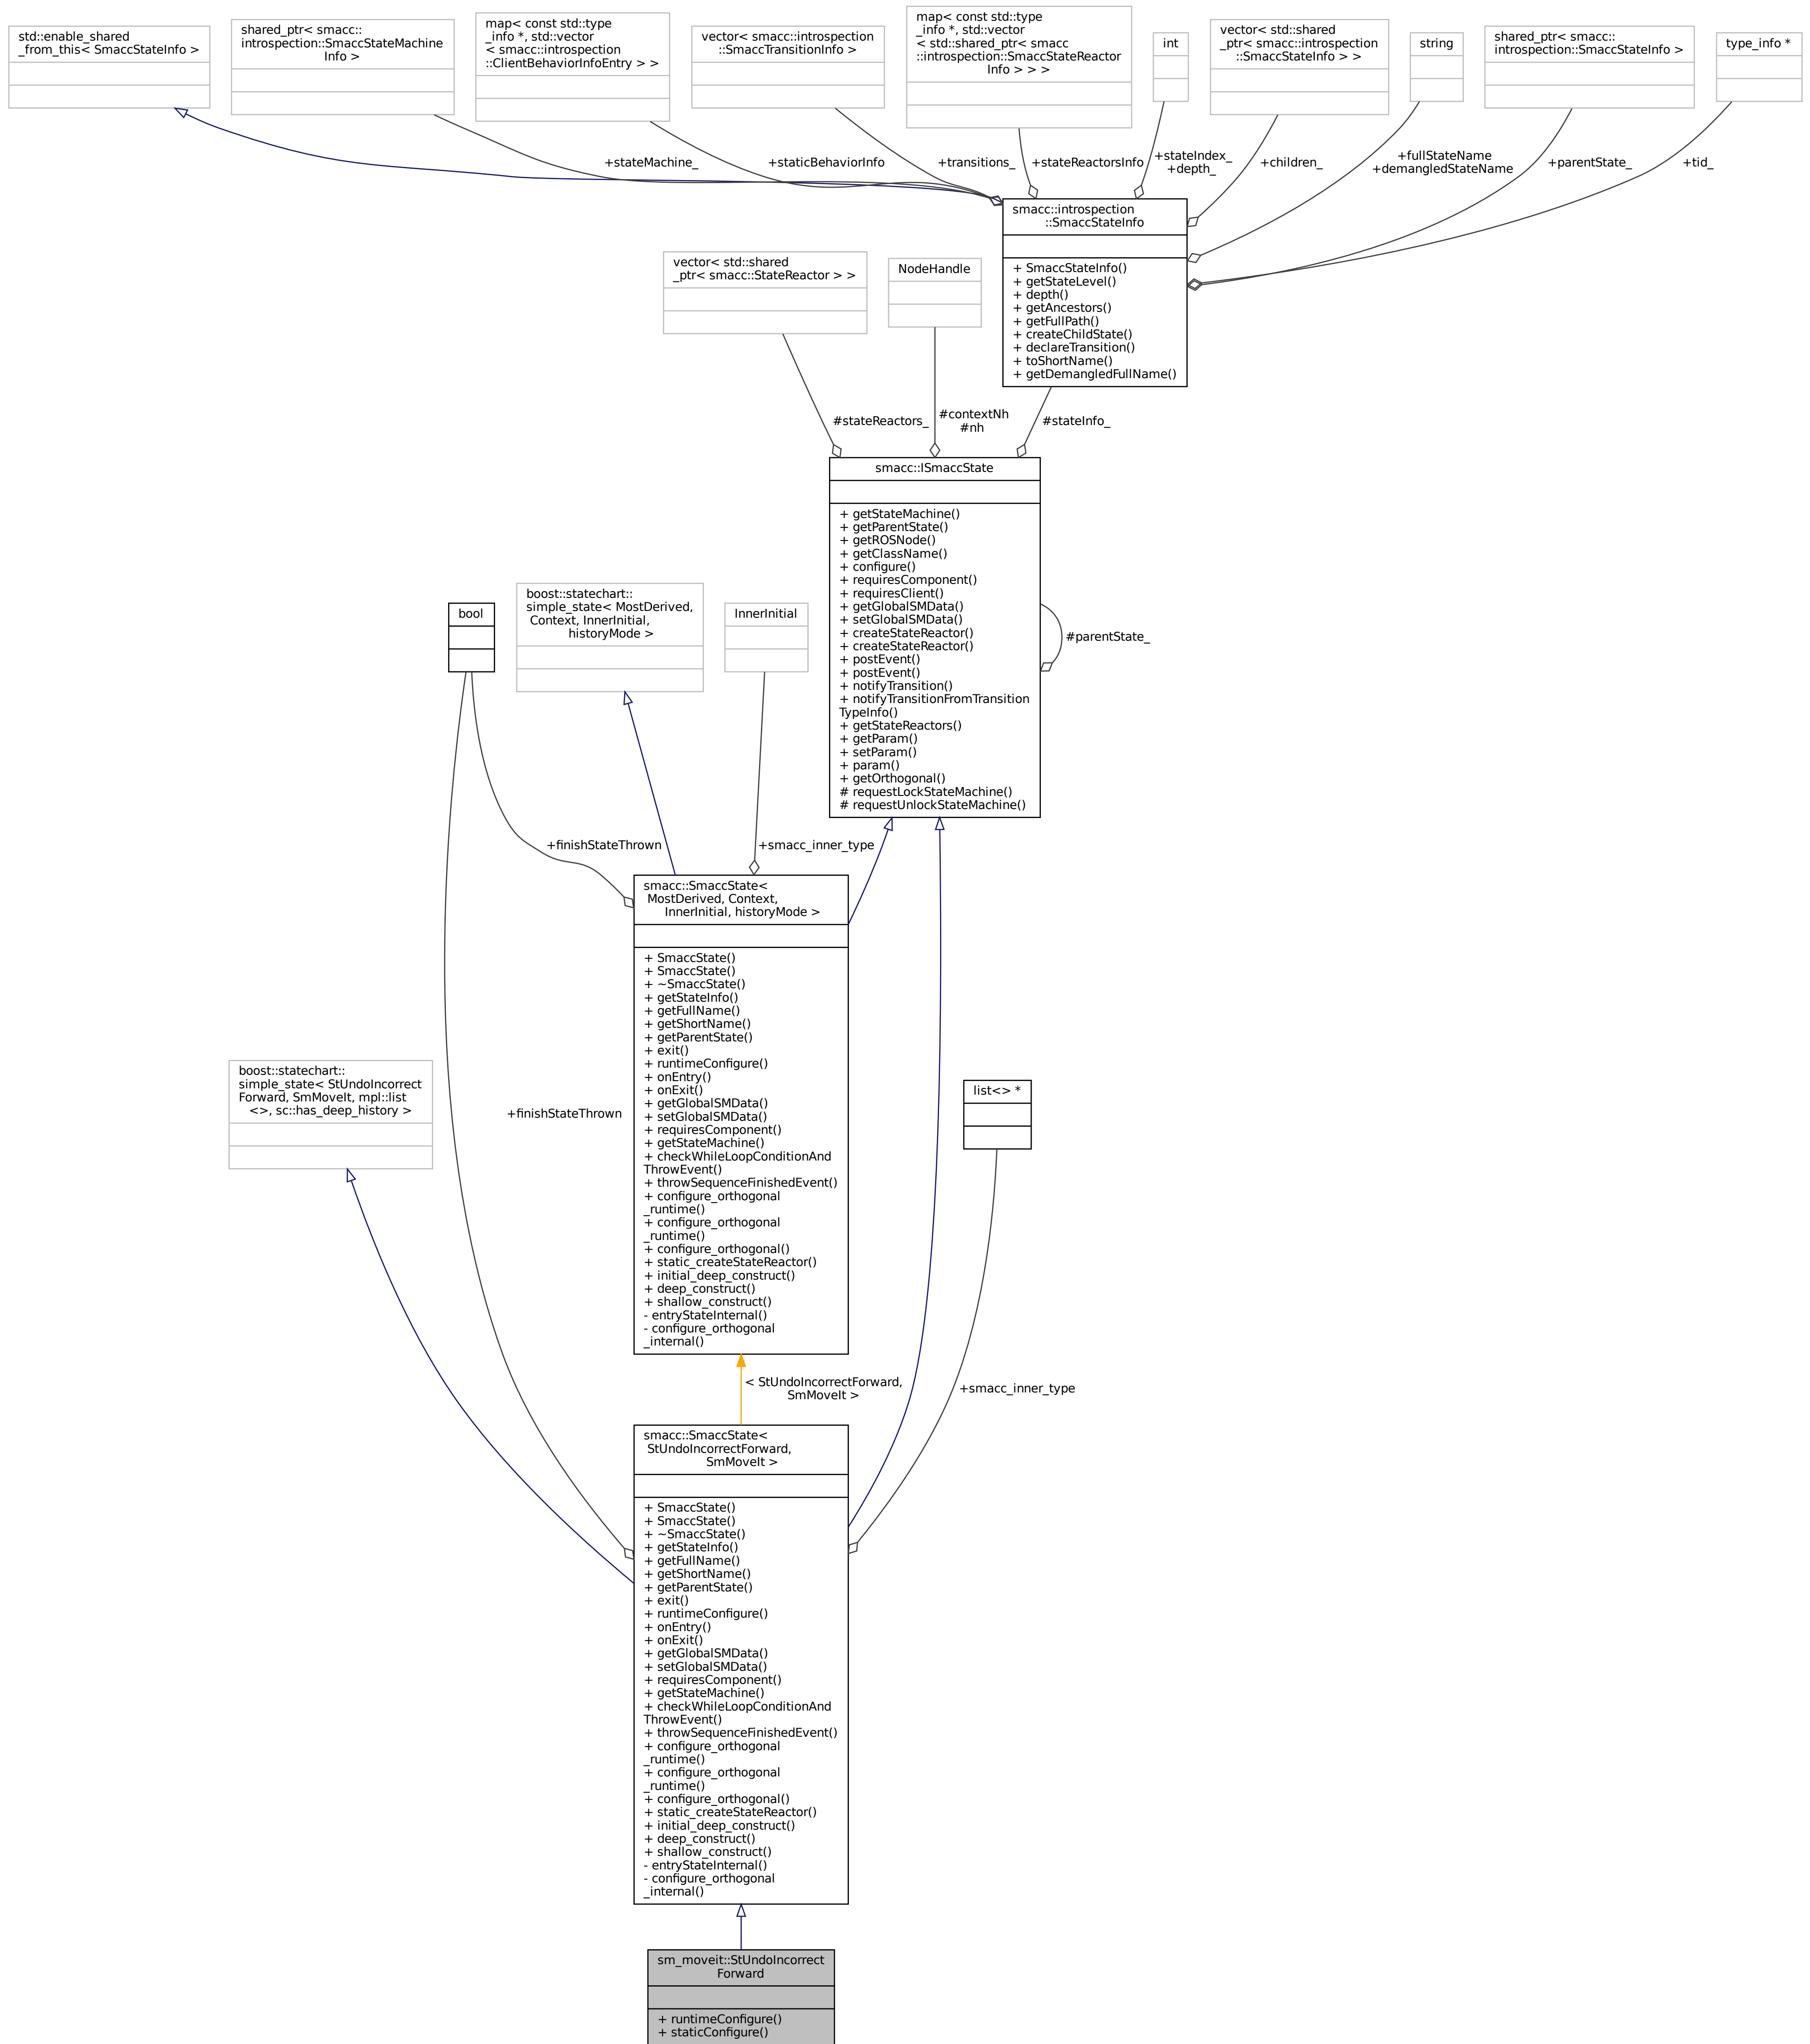 std::enable_shared
_from_this< SmaccStateInfo >
shared_ptr< smacc::
introspection::SmaccStateMachine
Info >
map< const std::type
_info *, std::vector
< smacc::introspection
::ClientBehaviorInfoEntry > >
vector< smacc::introspection
::SmaccTransitionInfo >
map< const std::type
_info *, std::vector
< std::shared_ptr< smacc
::introspection::SmaccStateReactor
Info > > >
int
vector< std::shared
_ptr< smacc::introspection
::SmaccStateInfo > >
string
shared_ptr< smacc::
introspection::SmaccStateInfo >
type_info *
+stateMachine_
+staticBehaviorInfo
+transitions_
+stateReactorsInfo
+stateIndex_
+depth_
+children_
+fullStateName
+demangledStateName
+parentState_
+tid_
smacc::introspection
::SmaccStateInfo
+ SmaccStateInfo()
+ getStateLevel()
+ depth()
+ getAncestors()
+ getFullPath()
+ createChildState()
+ declareTransition()
+ toShortName()
+ getDemangledFullName()
vector< std::shared
_ptr< smacc::StateReactor > >
NodeHandle
#stateReactors_
#contextNh
#nh
#stateInfo_
smacc::ISmaccState
+ getStateMachine()
+ getParentState()
+ getROSNode()
+ getClassName()
+ configure()
+ requiresComponent()
+ requiresClient()
+ getGlobalSMData()
+ setGlobalSMData()
+ createStateReactor()
+ createStateReactor()
+ postEvent()
+ postEvent()
+ notifyTransition()
+ notifyTransitionFromTransition
TypeInfo()
+ getStateReactors()
+ getParam()
+ setParam()
+ param()
+ getOrthogonal()
# requestLockStateMachine()
# requestUnlockStateMachine()
#parentState_
bool
boost::statechart::
simple_state< MostDerived,
Context, InnerInitial,
historyMode >
InnerInitial
+finishStateThrown
+smacc_inner_type
smacc::SmaccState<
MostDerived, Context,
InnerInitial, historyMode >
+ SmaccState()
+ SmaccState()
+ ~SmaccState()
+ getStateInfo()
+ getFullName()
+ getShortName()
+ getParentState()
+ exit()
+ runtimeConfigure()
+ onEntry()
+ onExit()
+ getGlobalSMData()
+ setGlobalSMData()
+ requiresComponent()
+ getStateMachine()
+ checkWhileLoopConditionAnd
ThrowEvent()
+ throwSequenceFinishedEvent()
+ configure_orthogonal
_runtime()
+ configure_orthogonal
_runtime()
+ configure_orthogonal()
+ static_createStateReactor()
+ initial_deep_construct()
+ deep_construct()
+ shallow_construct()
- entryStateInternal()
- configure_orthogonal
_internal()
boost::statechart::
simple_state< StUndoIncorrect
Forward, SmMoveIt, mpl::list
<>, sc::has_deep_history >
+finishStateThrown
list<> *
< StUndoIncorrectForward,
SmMoveIt >
+smacc_inner_type
smacc::SmaccState<
StUndoIncorrectForward,
SmMoveIt >
+ SmaccState()
+ SmaccState()
+ ~SmaccState()
+ getStateInfo()
+ getFullName()
+ getShortName()
+ getParentState()
+ exit()
+ runtimeConfigure()
+ onEntry()
+ onExit()
+ getGlobalSMData()
+ setGlobalSMData()
+ requiresComponent()
+ getStateMachine()
+ checkWhileLoopConditionAnd
ThrowEvent()
+ throwSequenceFinishedEvent()
+ configure_orthogonal
_runtime()
+ configure_orthogonal
_runtime()
+ configure_orthogonal()
+ static_createStateReactor()
+ initial_deep_construct()
+ deep_construct()
+ shallow_construct()
- entryStateInternal()
- configure_orthogonal
_internal()
sm_moveit::StUndoIncorrect
Forward
+ runtimeConfigure()
+ staticConfigure()